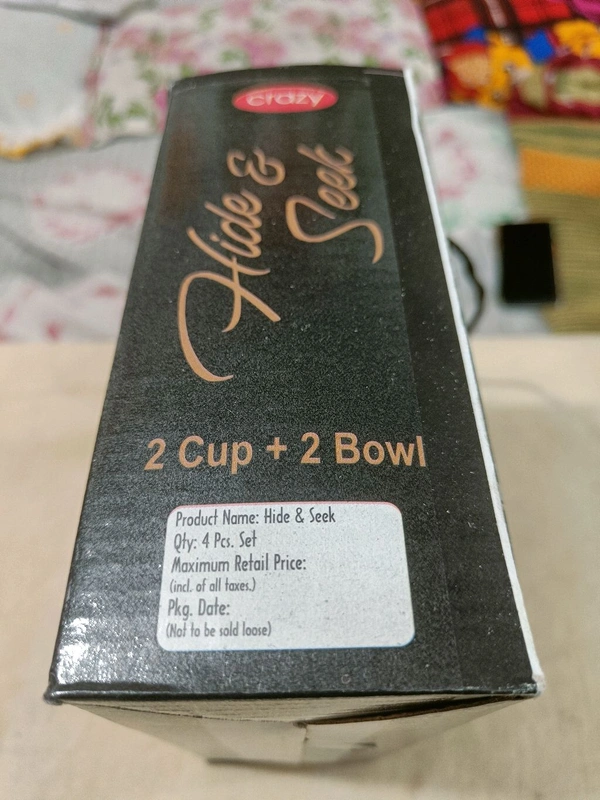 crazy
Hide &
Seek
2 Cup + 2 Bowl
Product Name: Hide & Seek
Qty: 4 Pcs. Set
Maximum Retail Price:
(incl. of all taxes.)
Pkg. Date:
(Not to be sold loose)